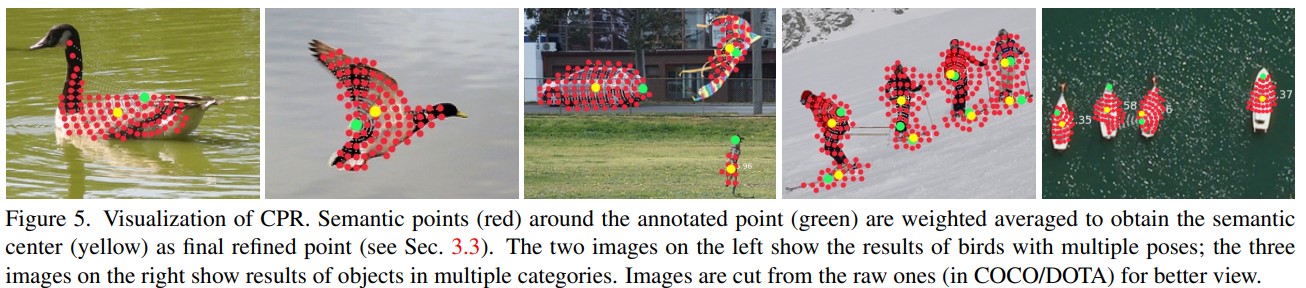 .96
.35
58
6
.37
Figure 5. Visualization of CPR. Semantic points (red) around the annotated point (green) are weighted averaged to obtain the semantic
center (yellow) as final refined point (see Sec. 3.3). The two images on the left show the results of birds with multiple poses; the three
images on the right show results of objects in multiple categories. Images are cut from the raw ones (in COCO/DOTA) for better view.